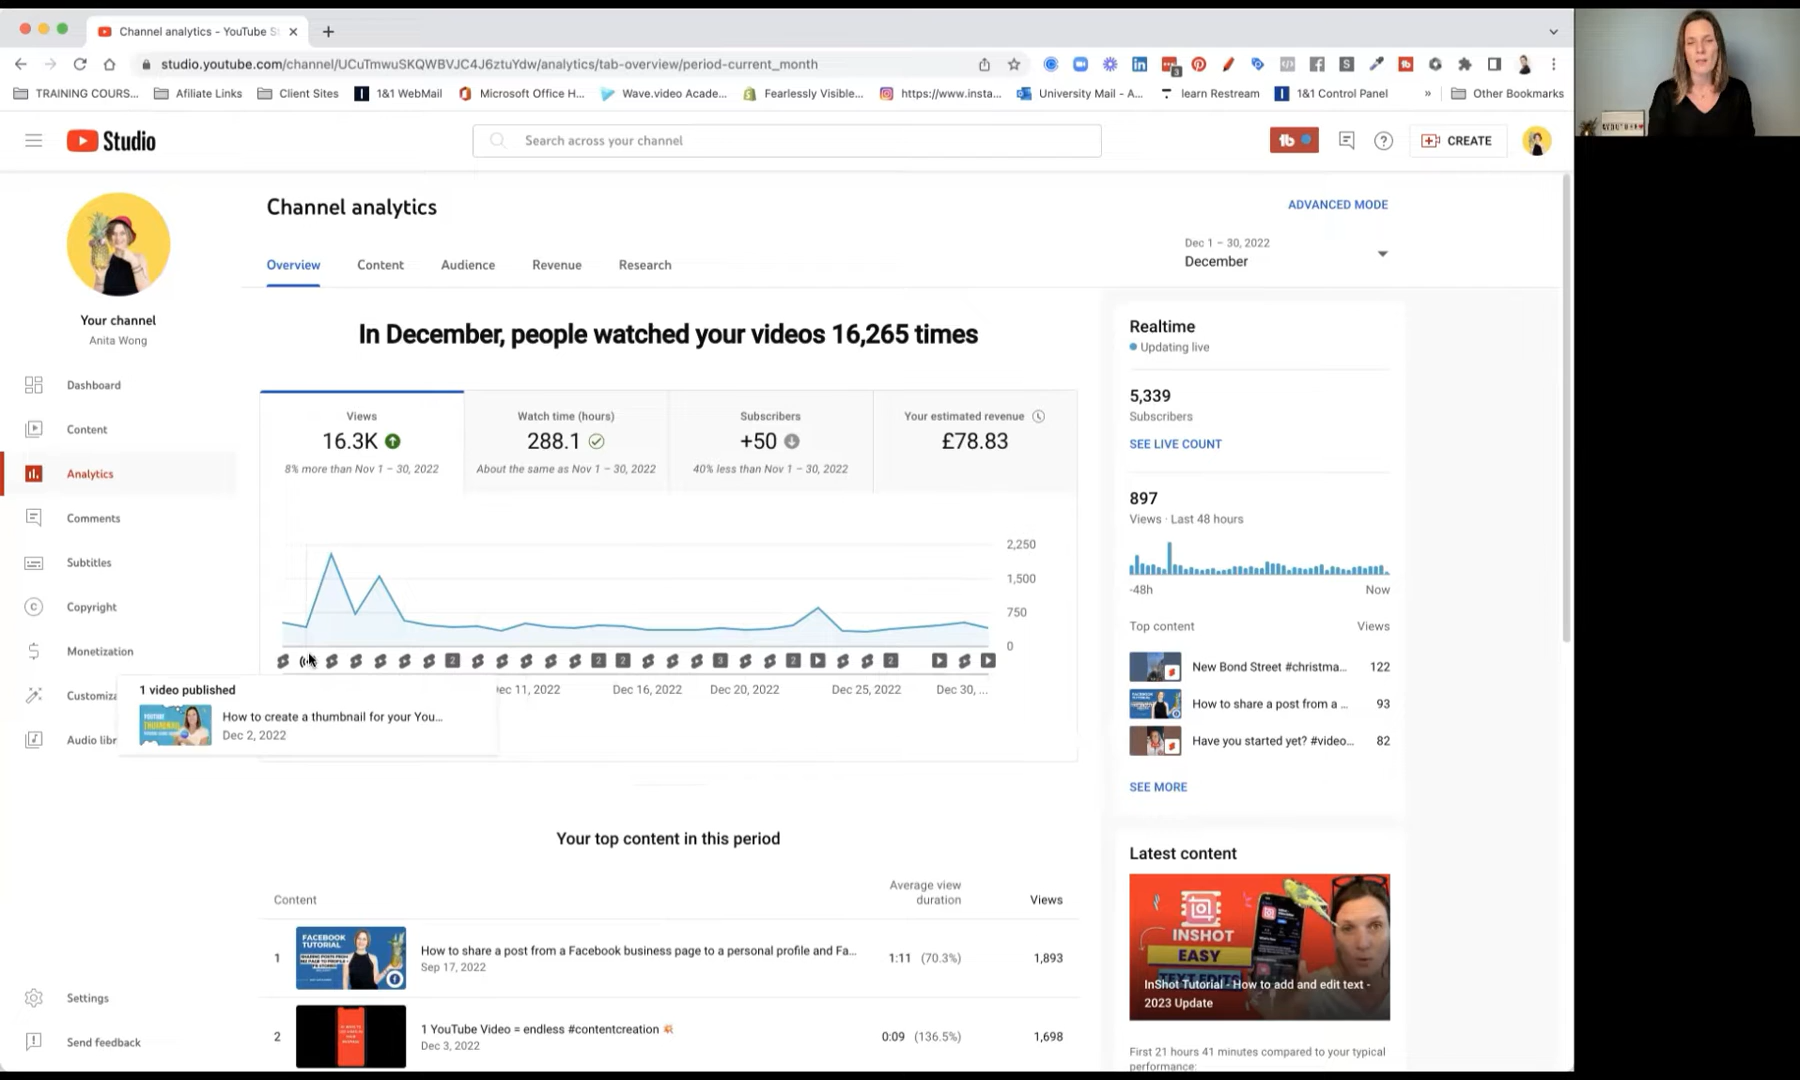 Channel analytics - YouTube S
studio.youtube.com/channel/UCuTmwuSKQWBVJC4J6ztuYdw/analytics/tab-overview/period-current_month
TRAINING COURS... Afiliate Links Client Sites 1&1 WebMail Microsoft Office H... Wave.video Acade... Fearlessly Visible... https://www.insta... University Mail - A... learn Restream 1&1 Control Panel » Other Bookmarks
Studio
Search across your channel
CREATE
Channel analytics
ADVANCED MODE
Dec 1 – 30, 2022
December
Overview Content Audience Revenue Research
Your channel
Anita Wong
Dashboard
Content
Analytics
Comments
Subtitles
Copyright
Monetization
Customiza
Audio libr
Settings
Send feedback
In December, people watched your videos 16,265 times
Views
16.3K
8% more than Nov 1 – 30, 2022
Watch time (hours)
288.1
About the same as Nov 1 – 30, 2022
Subscribers
+50
40% less than Nov 1 – 30, 2022
Your estimated revenue
£78.83
2,250
1,500
750
0
2 2 2 3 2 2
ec 11, 2022 Dec 16, 2022 Dec 20, 2022 Dec 25, 2022 Dec 30, ...
1 video published
How to create a thumbnail for your You...
Dec 2, 2022
Your top content in this period
Content Average view duration Views
1
FACEBOOK
TUTORIAL
How to share a post from a Facebook business page to a personal profile and Fa...
Sep 17, 2022
1:11 (70.3%) 1,893
2
1 YouTube Video = endless #contentcreation 💥
Dec 3, 2022
0:09 (136.5%) 1,698
Realtime
Updating live
5,339
Subscribers
SEE LIVE COUNT
897
Views · Last 48 hours
-48h Now
Top content Views
New Bond Street #christma... 122
How to share a post from a ... 93
Have you started yet? #video... 82
SEE MORE
Latest content
INSHOT
EASY
TEXT EDITS
InShot Tutorial - How to add and edit text -
2023 Update
First 21 hours 41 minutes compared to your typical
performance: